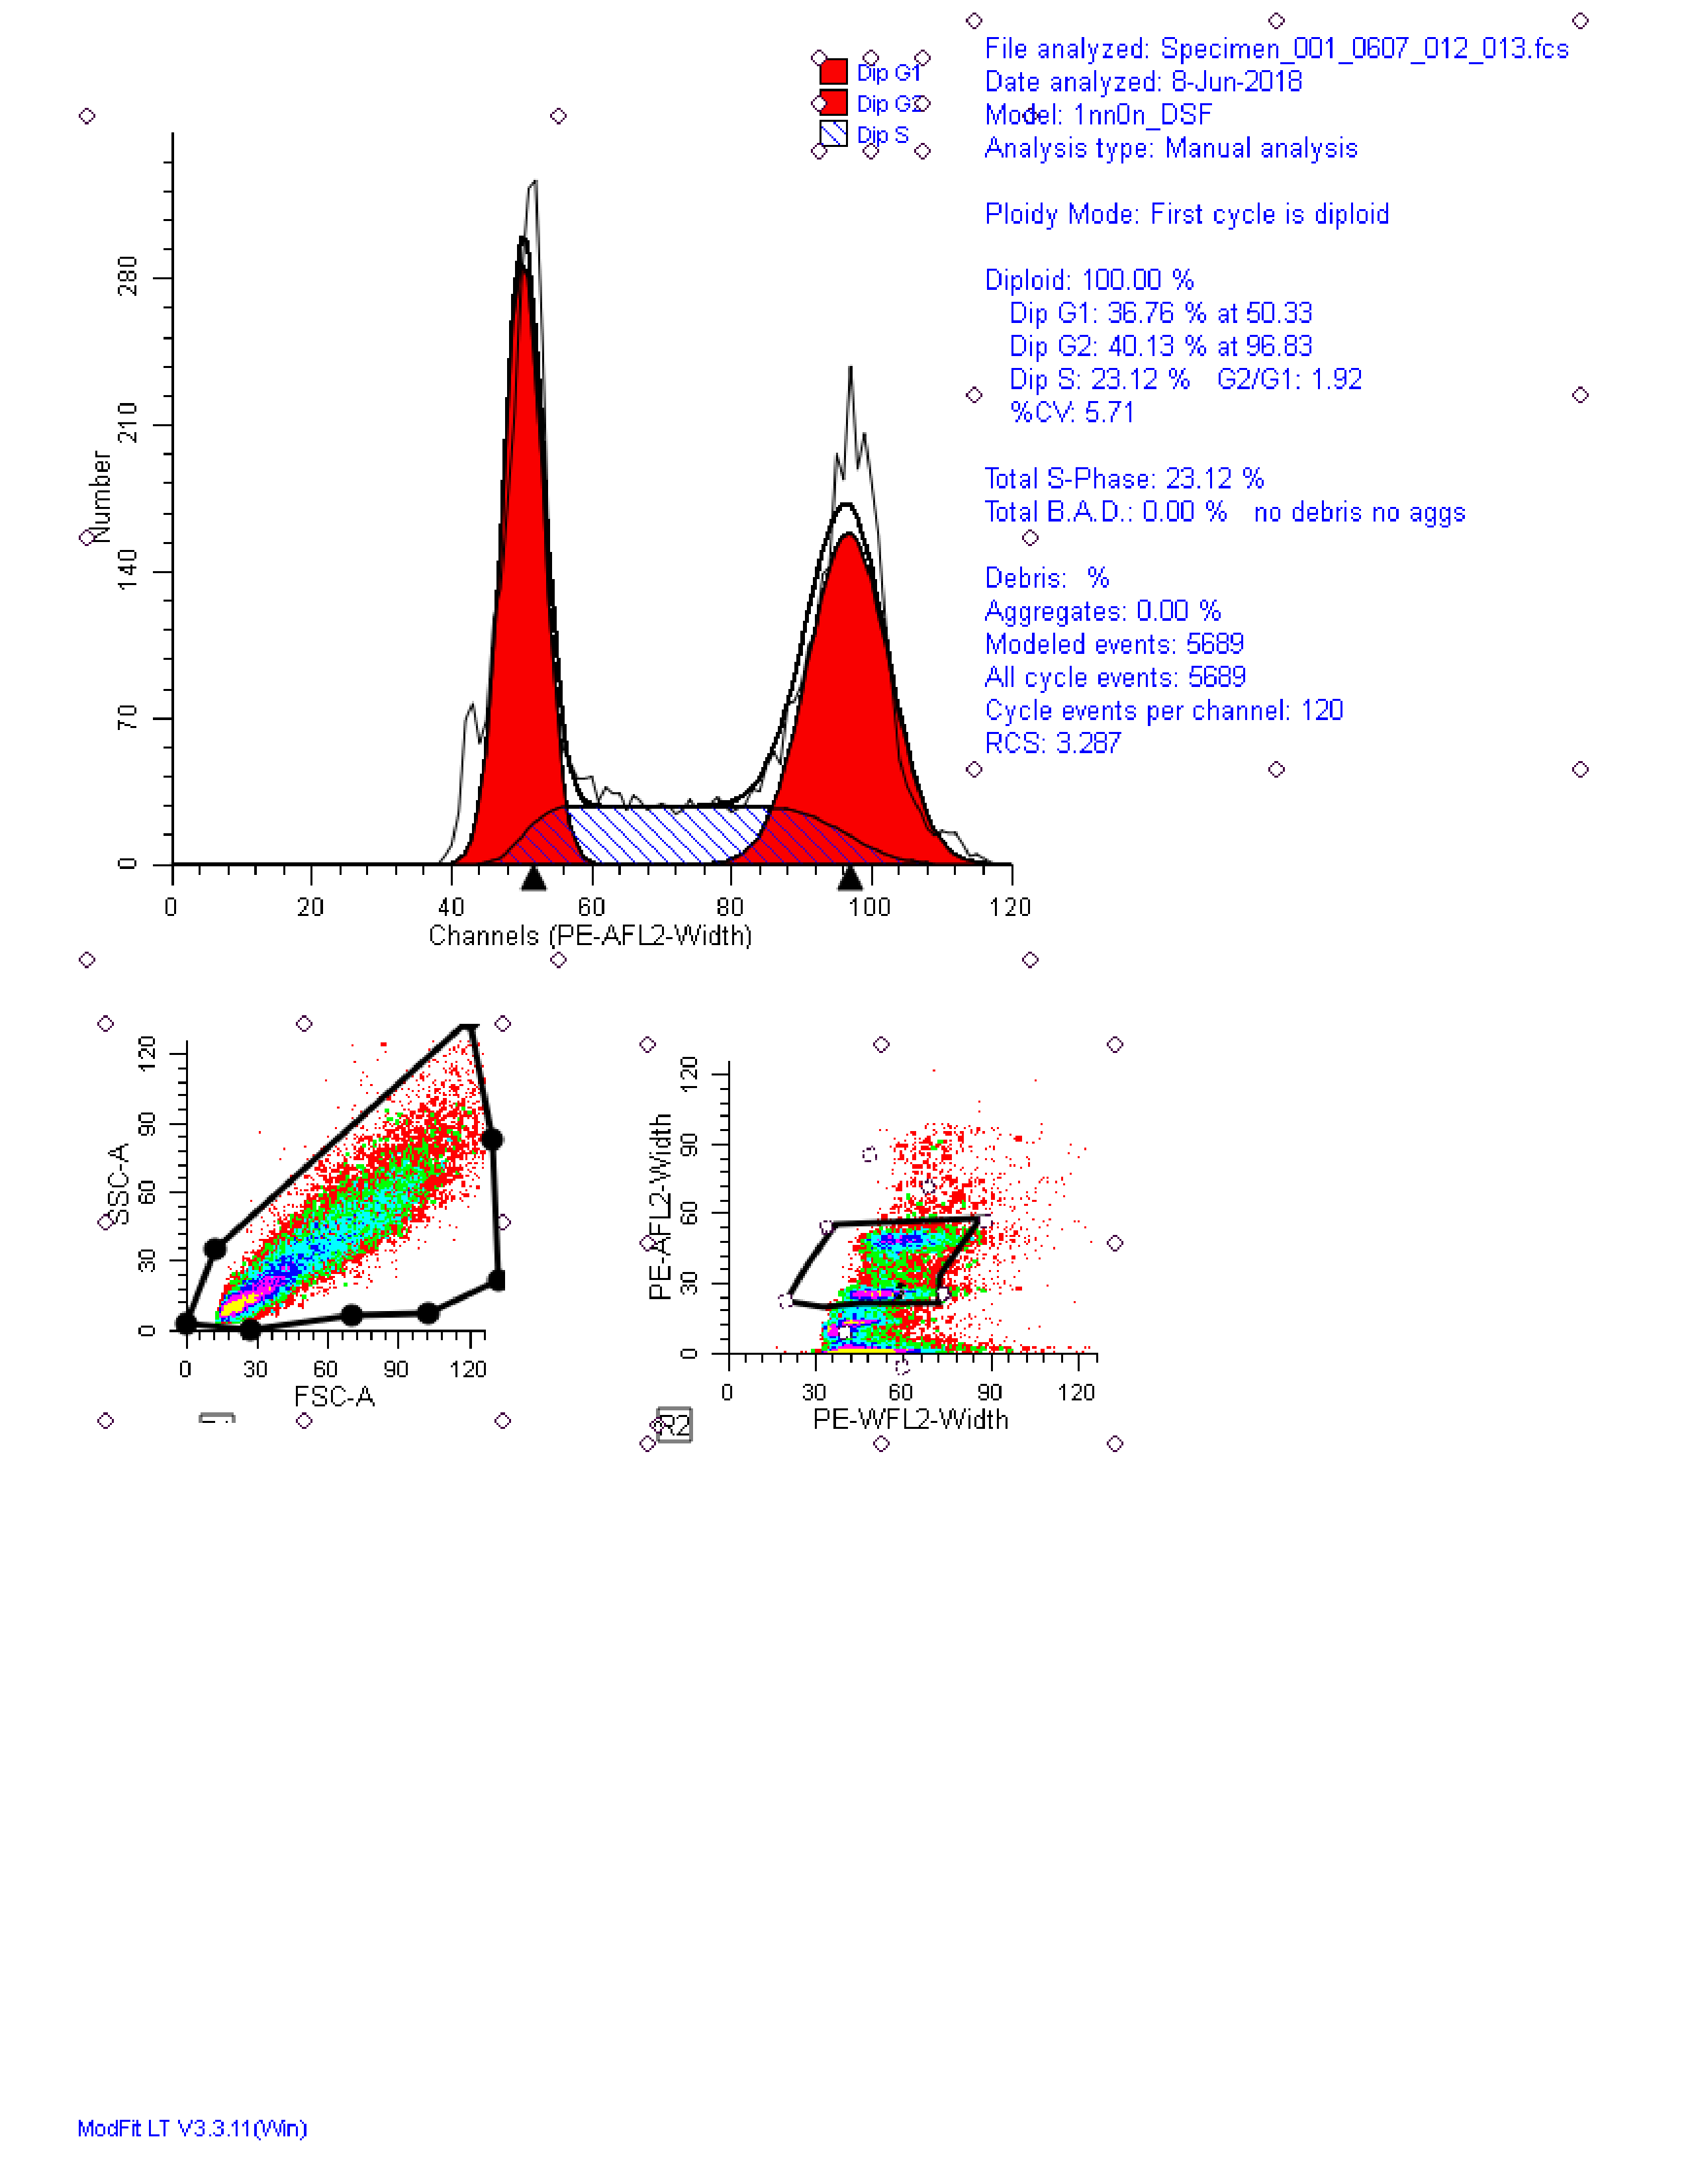 Dip G1
Dip G2
Dip S
File analyzed: Specimen_001_0607_012_013.fcs
Date analyzed: 8-Jun-2018
Model: 1nn0n_DSF
Analysis type: Manual analysis
Ploidy Mode: First cycle is diploid
Diploid: 100.00 %
Dip G1: 36.76 % at 50.33
Dip G2: 40.13 % at 96.83
Dip S: 23.12 % G2/G1: 1.92
%CV: 5.71
Total S-Phase: 23.12 %
Total B.A.D.: 0.00 % no debris no aggs
Debris: %
Aggregates: 0.00 %
Modeled events: 5689
All cycle events: 5689
Cycle events per channel: 120
RCS: 3.287
Number
280
210
140
70
0
0 20 40 60 80 100 120
Channels (PE-AFL2-Width)
SSC-A
120
90
60
30
0
0 30 60 90 120
FSC-A
PE-AFL2-Width
120
90
60
30
0
0 30 60 90 120
PE-WFL2-Width
R2
ModFit LT V3.3.11(Win)